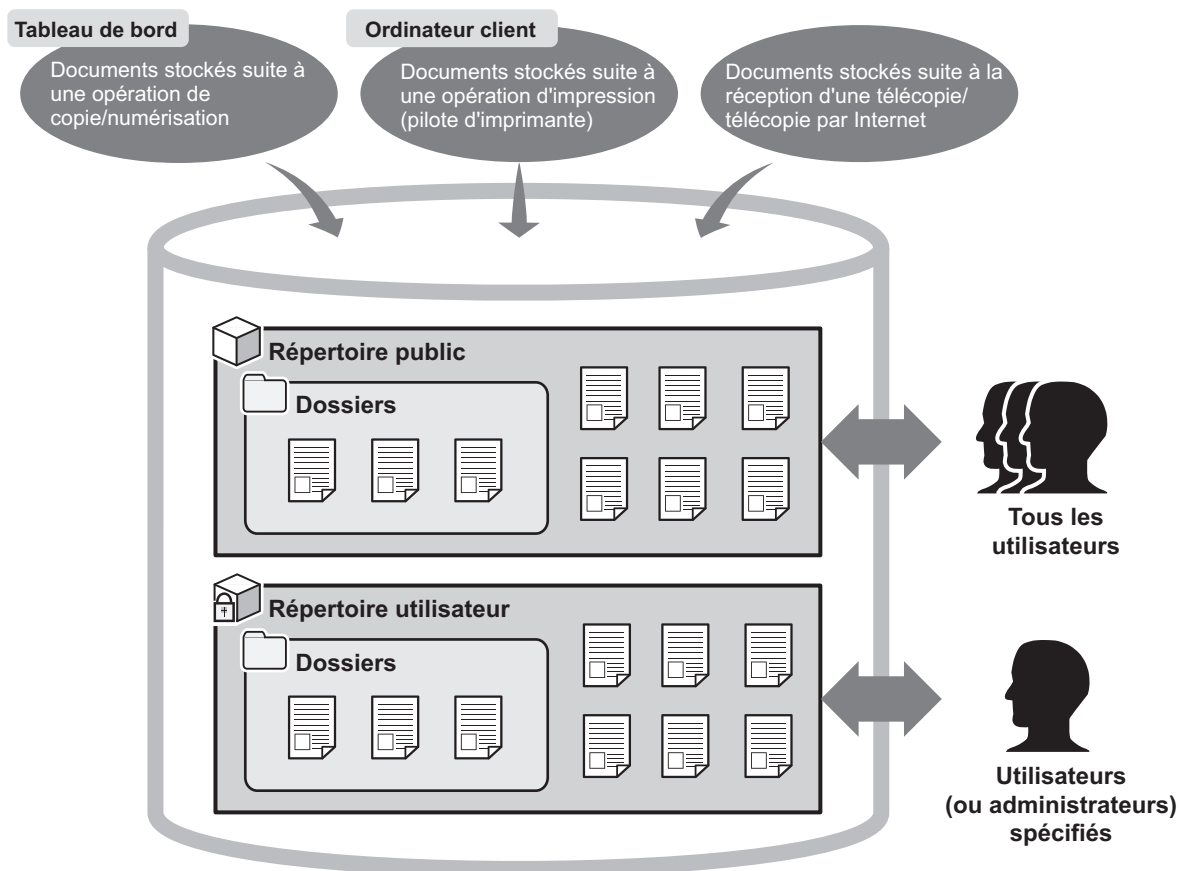 Tableau de bord
Documents stockés suite à
une opération de
copie/numérisation
Ordinateur client
Documents stockés suite à
une opération d'impression
(pilote d'imprimante)
Documents stockés suite à la
réception d'une télécopie/
télécopie par Internet
Répertoire public
Dossiers
Tous les
utilisateurs
Répertoire utilisateur
Dossiers
Utilisateurs
(ou administrateurs)
spécifiés